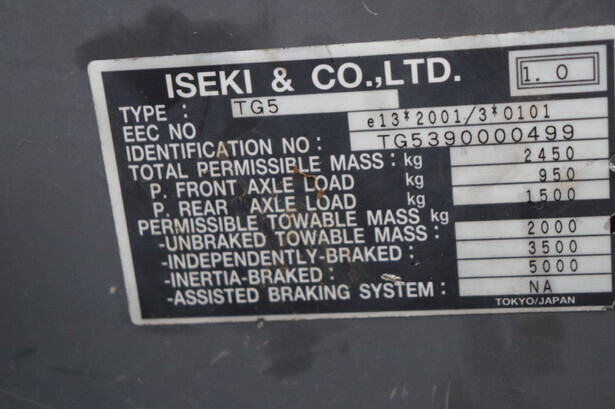 ISEKI & CO.,LTD. 1.0
TYPE : TG5
EEC NO e13*2001/3*0101
IDENTIFICATION NO : TG5390000499
TOTAL PERMISSIBLE MASS : kg 2450
P. FRONT AXLE LOAD kg 950
P. REAR AXLE LOAD kg 1500
PERMISSIBLE TOWABLE MASS kg
-UNBRAKED TOWABLE MASS : 2000
-INDEPENDENTLY-BRAKED : 3500
-INERTIA-BRAKED : 5000
-ASSISTED BRAKING SYSTEM : NA
TOKYO/JAPAN